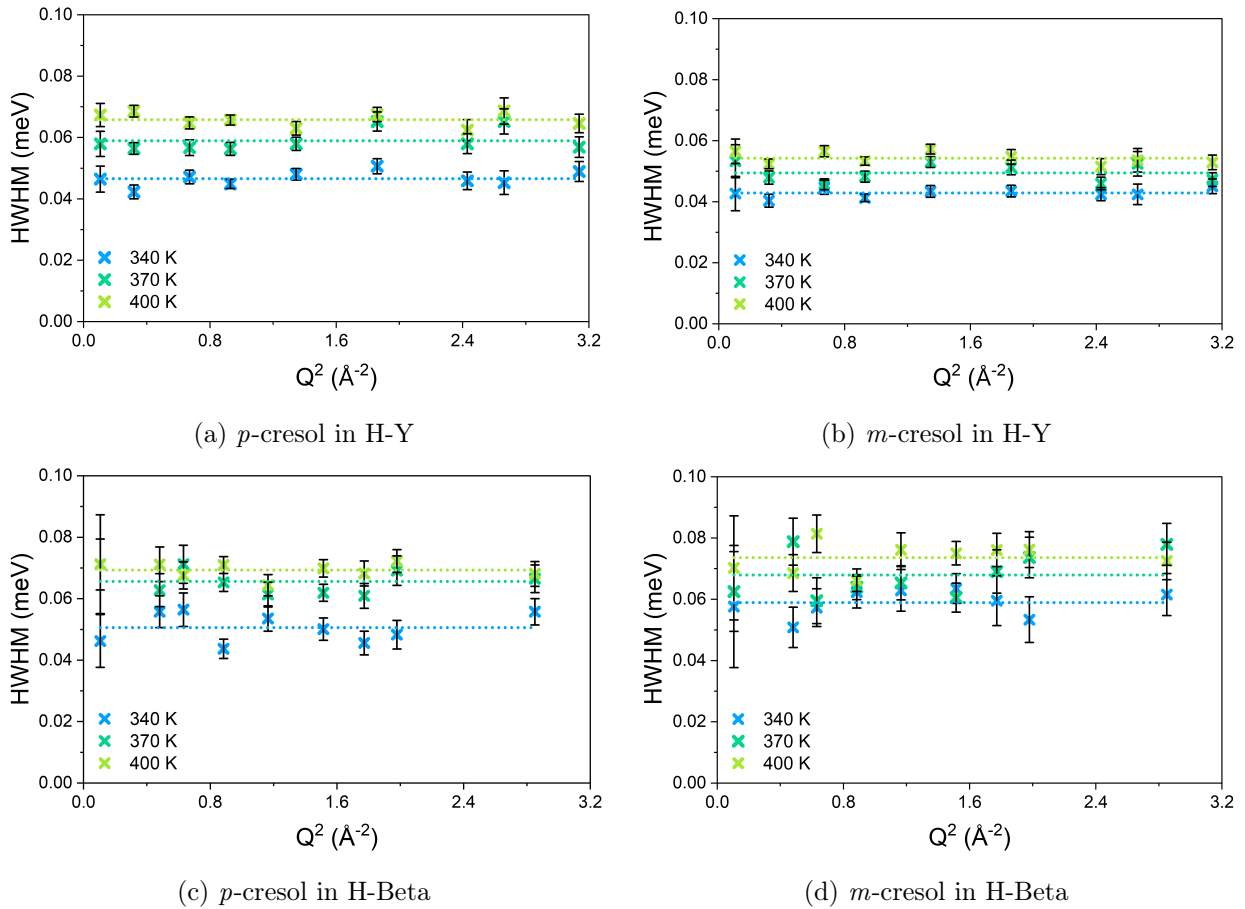 0.10
0.08
0.06
0.04
0.02
0.00
HWHM (meV)
340 K
370 K
400 K
0.0 0.8 1.6 2.4 3.2
Q² (Å⁻²)
(a) p-cresol in H-Y
0.10
0.08
0.06
0.04
0.02
0.00
HWHM (meV)
340 K
370 K
400 K
0.0 0.8 1.6 2.4 3.2
Q² (Å⁻²)
(b) m-cresol in H-Y
0.10
0.08
0.06
0.04
0.02
0.00
HWHM (meV)
340 K
370 K
400 K
0.0 0.8 1.6 2.4 3.2
Q² (Å⁻²)
(c) p-cresol in H-Beta
0.10
0.08
0.06
0.04
0.02
0.00
HWHM (meV)
340 K
370 K
400 K
0.0 0.8 1.6 2.4 3.2
Q² (Å⁻²)
(d) m-cresol in H-Beta